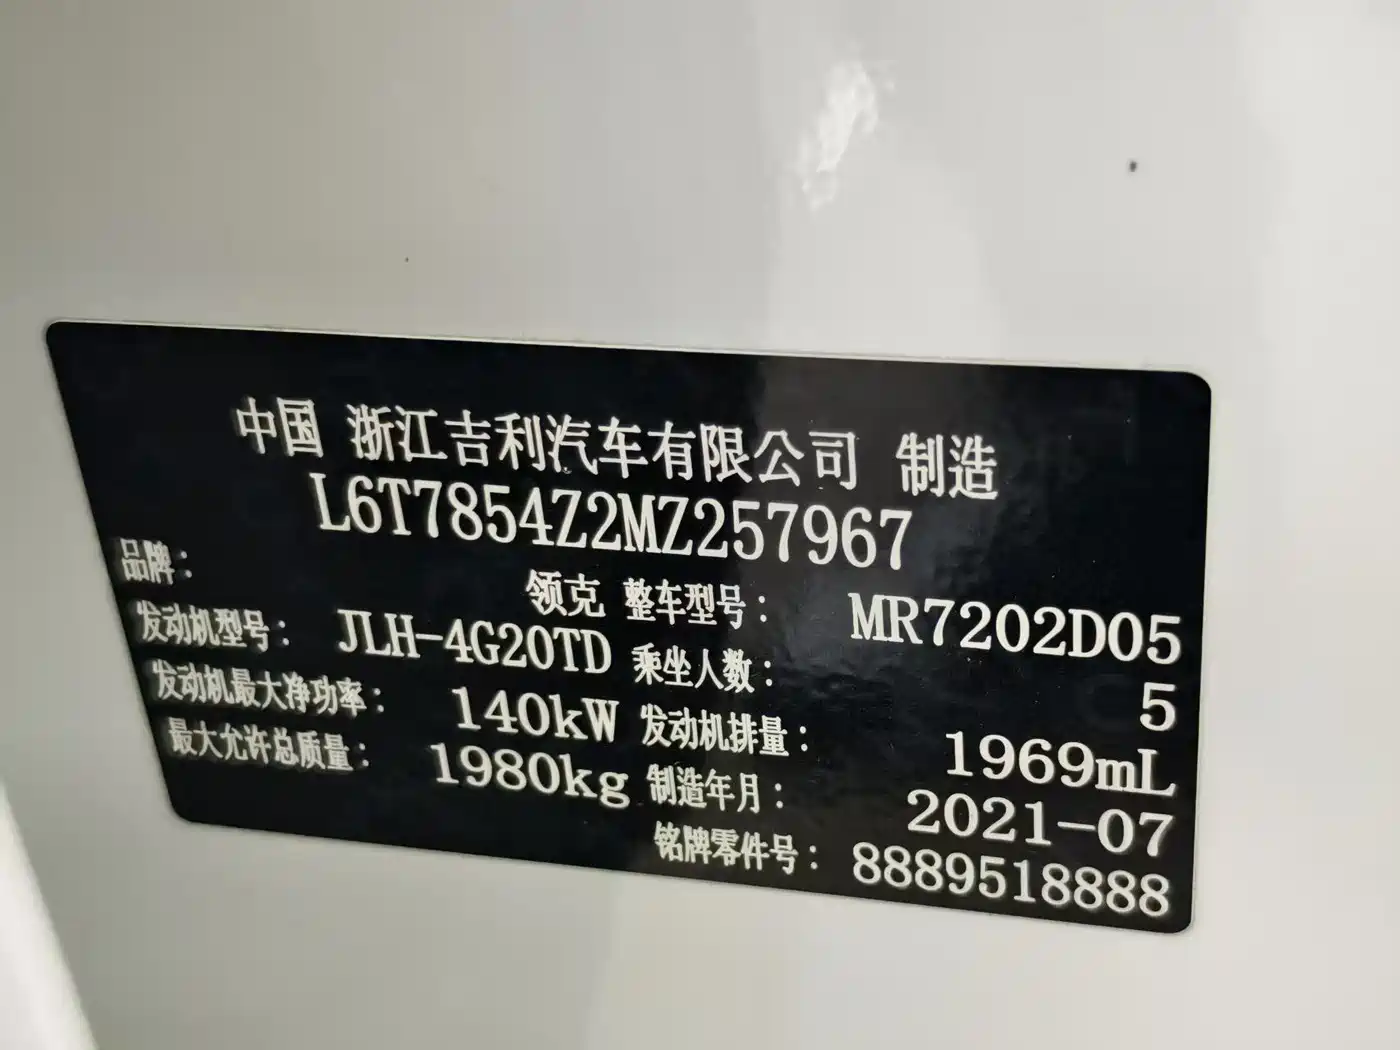 中国 浙江吉利汽车有限公司 制造
L6T7854Z2MZ257967
品牌： 领克 整车型号： MR7202D05
发动机型号： JLH-4G20TD 乘坐人数： 5
发动机最大净功率： 140kW 发动机排量： 1969mL
最大允许总质量： 1980kg 制造年月： 2021-07
铭牌零件号： 8889518888